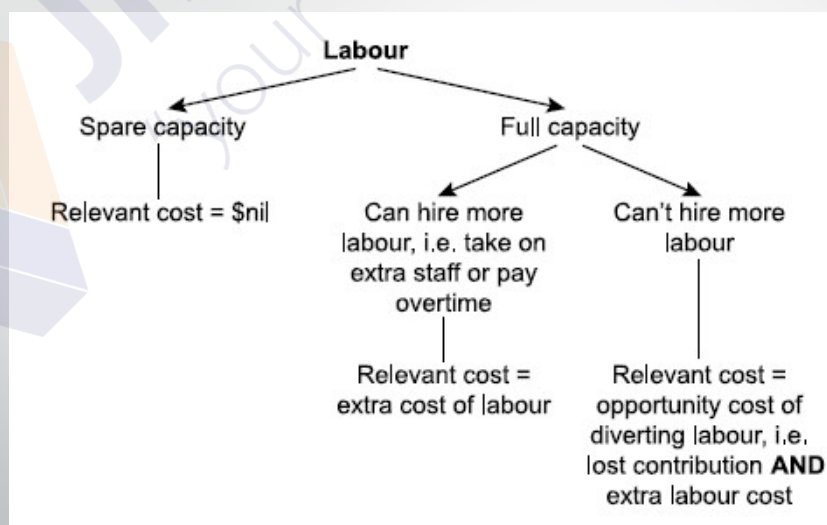 your
Labour
Spare capacity
Full capacity
Relevant cost = $nil
Can hire more
labour, i.e. take on
extra staff or pay
overtime
Can't hire more
labour
Relevant cost =
extra cost of labour
Relevant cost =
opportunity cost of
diverting labour, i.e.
lost contribution AND
extra labour cost